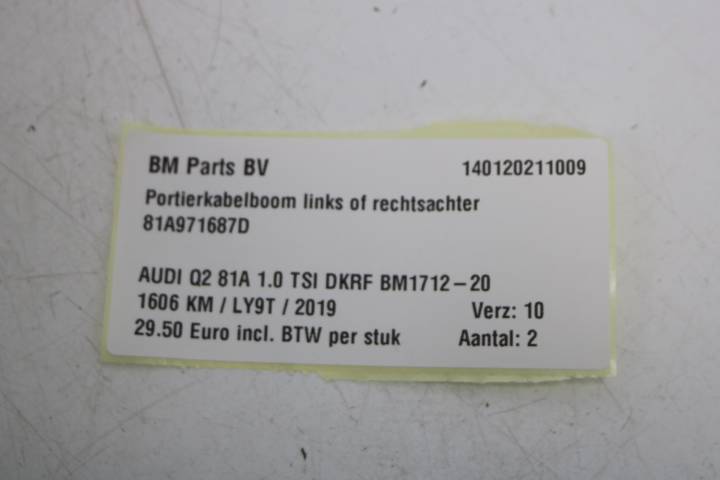 BM Parts BV 140120211009
Portierkabelboom links of rechtsachter
81A971687D
AUDI Q2 81A 1.0 TSI DKRF BM1712-20
1606 KM / LY9T / 2019 Verz: 10
29.50 Euro incl. BTW per stuk Aantal: 2